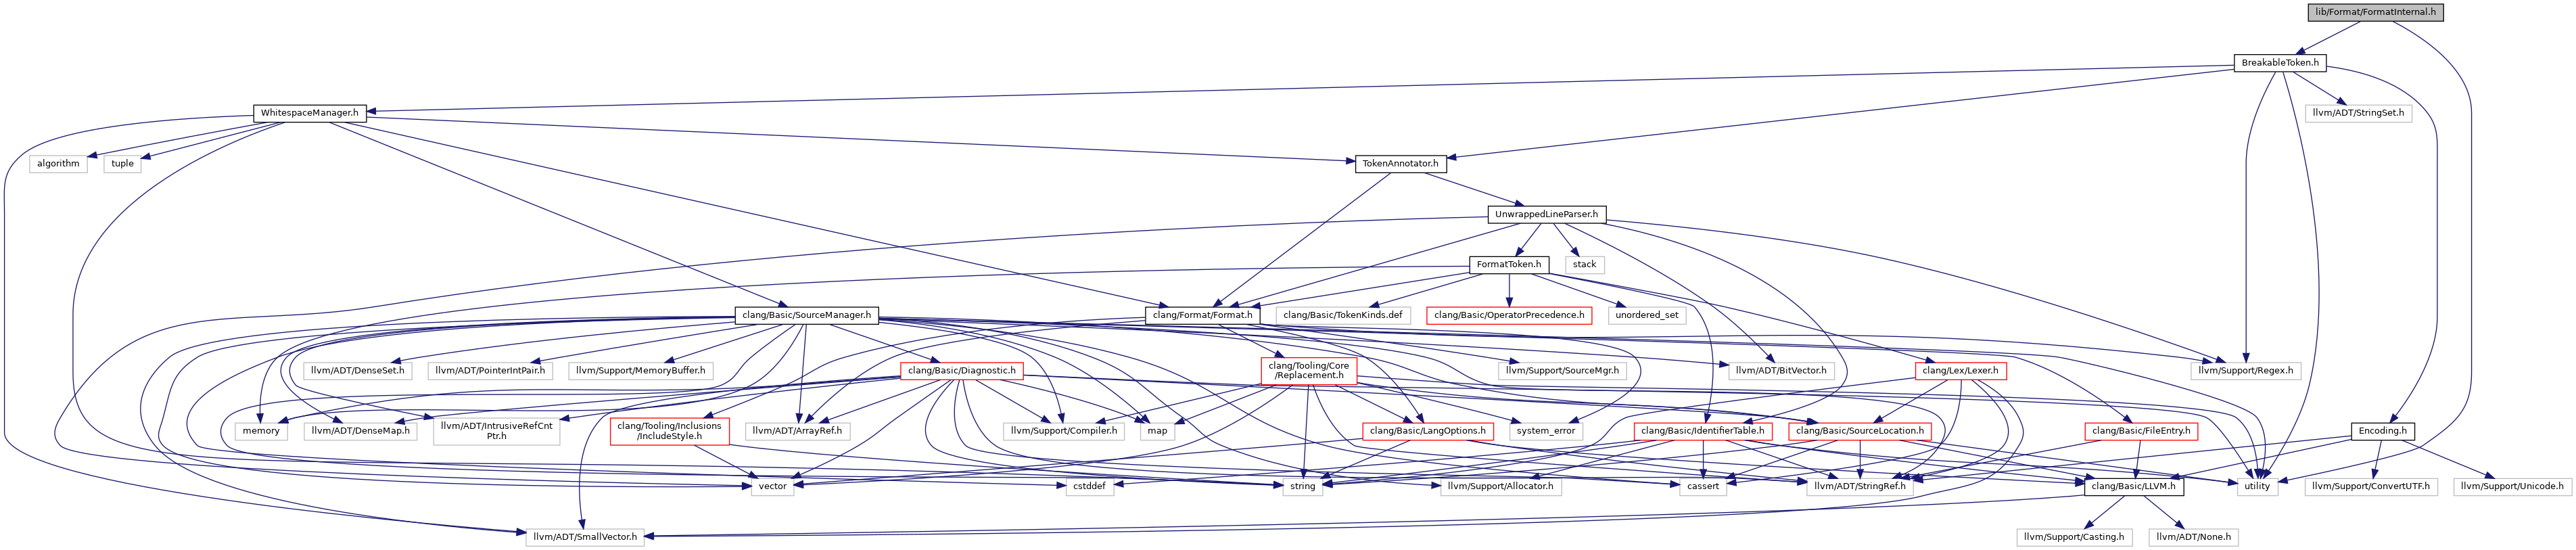 lib/Format/FormatInternal.h
BreakableToken.h
WhitespaceManager.h
llvm/ADT/StringSet.h
algorithm
tuple
TokenAnnotator.h
UnwrappedLineParser.h
FormatToken.h
stack
clang/Basic/SourceManager.h
clang/Format/Format.h
clang/Basic/TokenKinds.def
clang/Basic/OperatorPrecedence.h
unordered_set
llvm/ADT/DenseSet.h
llvm/ADT/PointerIntPair.h
llvm/Support/MemoryBuffer.h
clang/Basic/Diagnostic.h
clang/Tooling/Core
/Replacement.h
llvm/Support/SourceMgr.h
llvm/ADT/BitVector.h
clang/Lex/Lexer.h
llvm/Support/Regex.h
memory
llvm/ADT/DenseMap.h
llvm/ADT/IntrusiveRefCnt
Ptr.h
clang/Tooling/Inclusions
/IncludeStyle.h
llvm/ADT/ArrayRef.h
llvm/Support/Compiler.h
map
clang/Basic/LangOptions.h
system_error
clang/Basic/IdentifierTable.h
clang/Basic/SourceLocation.h
clang/Basic/FileEntry.h
Encoding.h
vector
cstddef
string
llvm/Support/Allocator.h
cassert
llvm/ADT/StringRef.h
clang/Basic/LLVM.h
utility
llvm/Support/ConvertUTF.h
llvm/Support/Unicode.h
llvm/ADT/SmallVector.h
llvm/Support/Casting.h
llvm/ADT/None.h